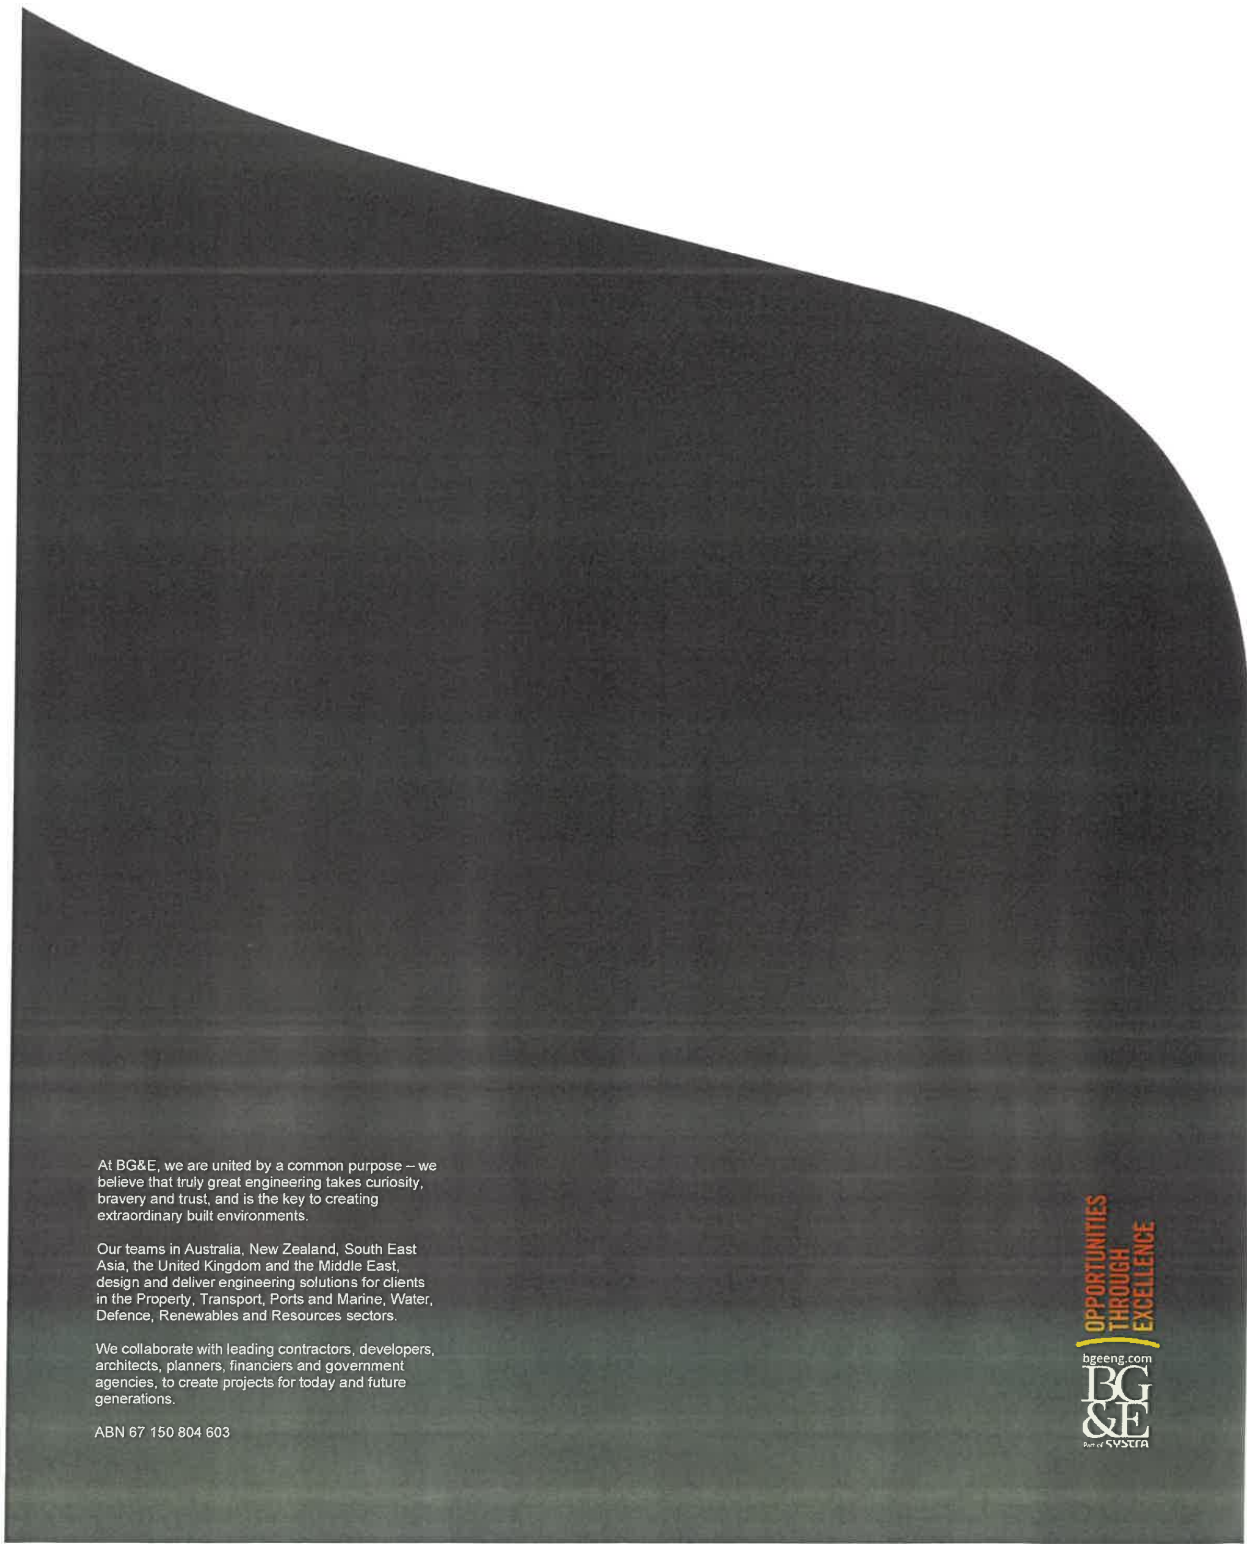 At BG&E, we are united by a common purpose – we
believe that truly great engineering takes curiosity,
bravery and trust, and is the key to creating
extraordinary built environments.
Our teams in Australia, New Zealand, South East
Asia, the United Kingdom and the Middle East,
design and deliver engineering solutions for clients
in the Property, Transport, Ports and Marine, Water,
Defence, Renewables and Resources sectors.
We collaborate with leading contractors, developers,
architects, planners, financiers and government
agencies, to create projects for today and future
generations.
ABN 67 150 804 603
OPPORTUNITIES
THROUGH
EXCELLENCE
bgeeng.com
BG
&E
Part of SYSTRA